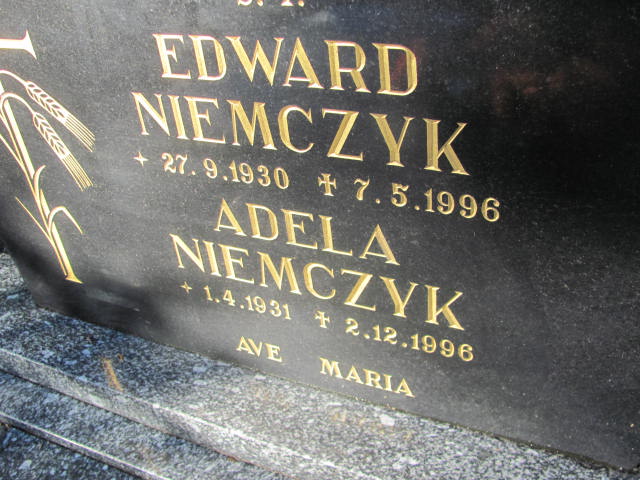 EDWARD
NIEMCZYK
+ 27.9.1930 ✝ 7.5.1996
ADELA
NIEMCZYK
+ 1.4.1931 ✝ 2.12.1996
AVE MARIA